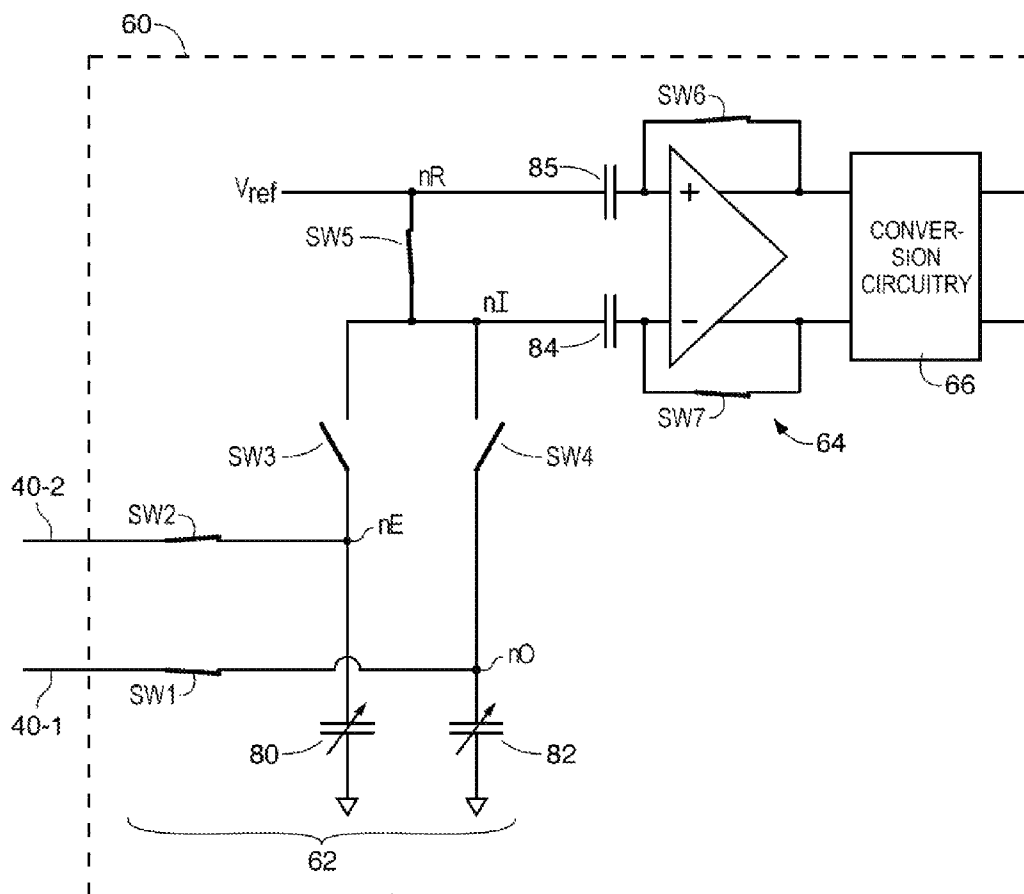 60
SW6
85
Vref
nR
+
SW5
CONVER-
SION
CIRCUITRY
nI
84
−
66
SW7
64
SW3
SW4
40-2
SW2
nE
nO
SW1
40-1
80
82
62